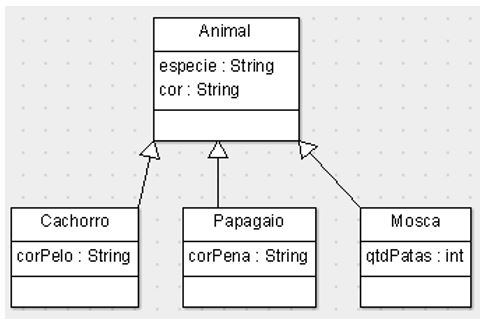 Animal
especie : String
cor : String
Cachorro
corPelo : String
Papagaio
corPena : String
Mosca
qtdPatas : int